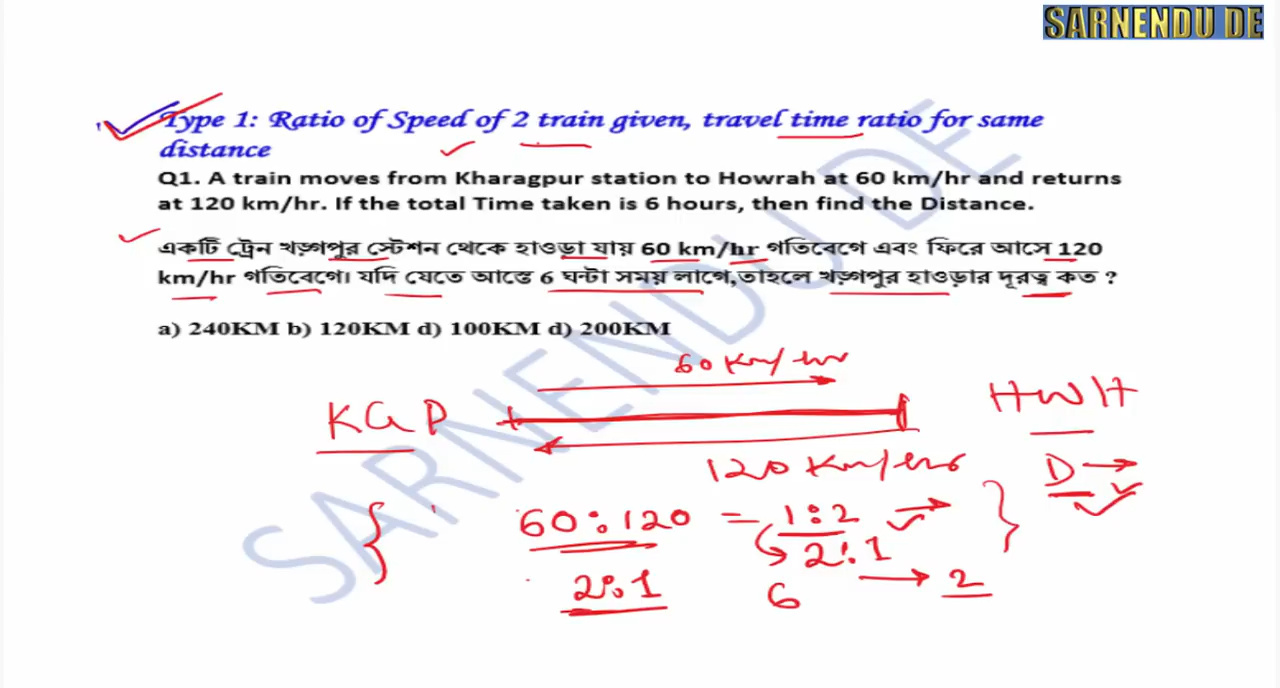 SARNENDU DE
Type 1: Ratio of Speed of 2 train given, travel time ratio for same
distance
Q1. A train moves from Kharagpur station to Howrah at 60 km/hr and returns
at 120 km/hr. If the total Time taken is 6 hours, then find the Distance.
একটি ট্রেন খড়্গপুর স্টেশন থেকে হাওড়া যায় 60 km/hr গতিবেগে এবং ফিরে আসে 120
km/hr গতিবেগে। যদি যেতে আস্তে 6 ঘন্টা সময় লাগে,তাহলে খড়্গপুর হাওড়ার দূরত্ব কত ?
a) 240KM b) 120KM d) 100KM d) 200KM
60 Km/hr
KGP
HWH
120 Km/hr
D →
60:120 = 1:2
2:1
2:1
6 → 2
SARNENDU DE